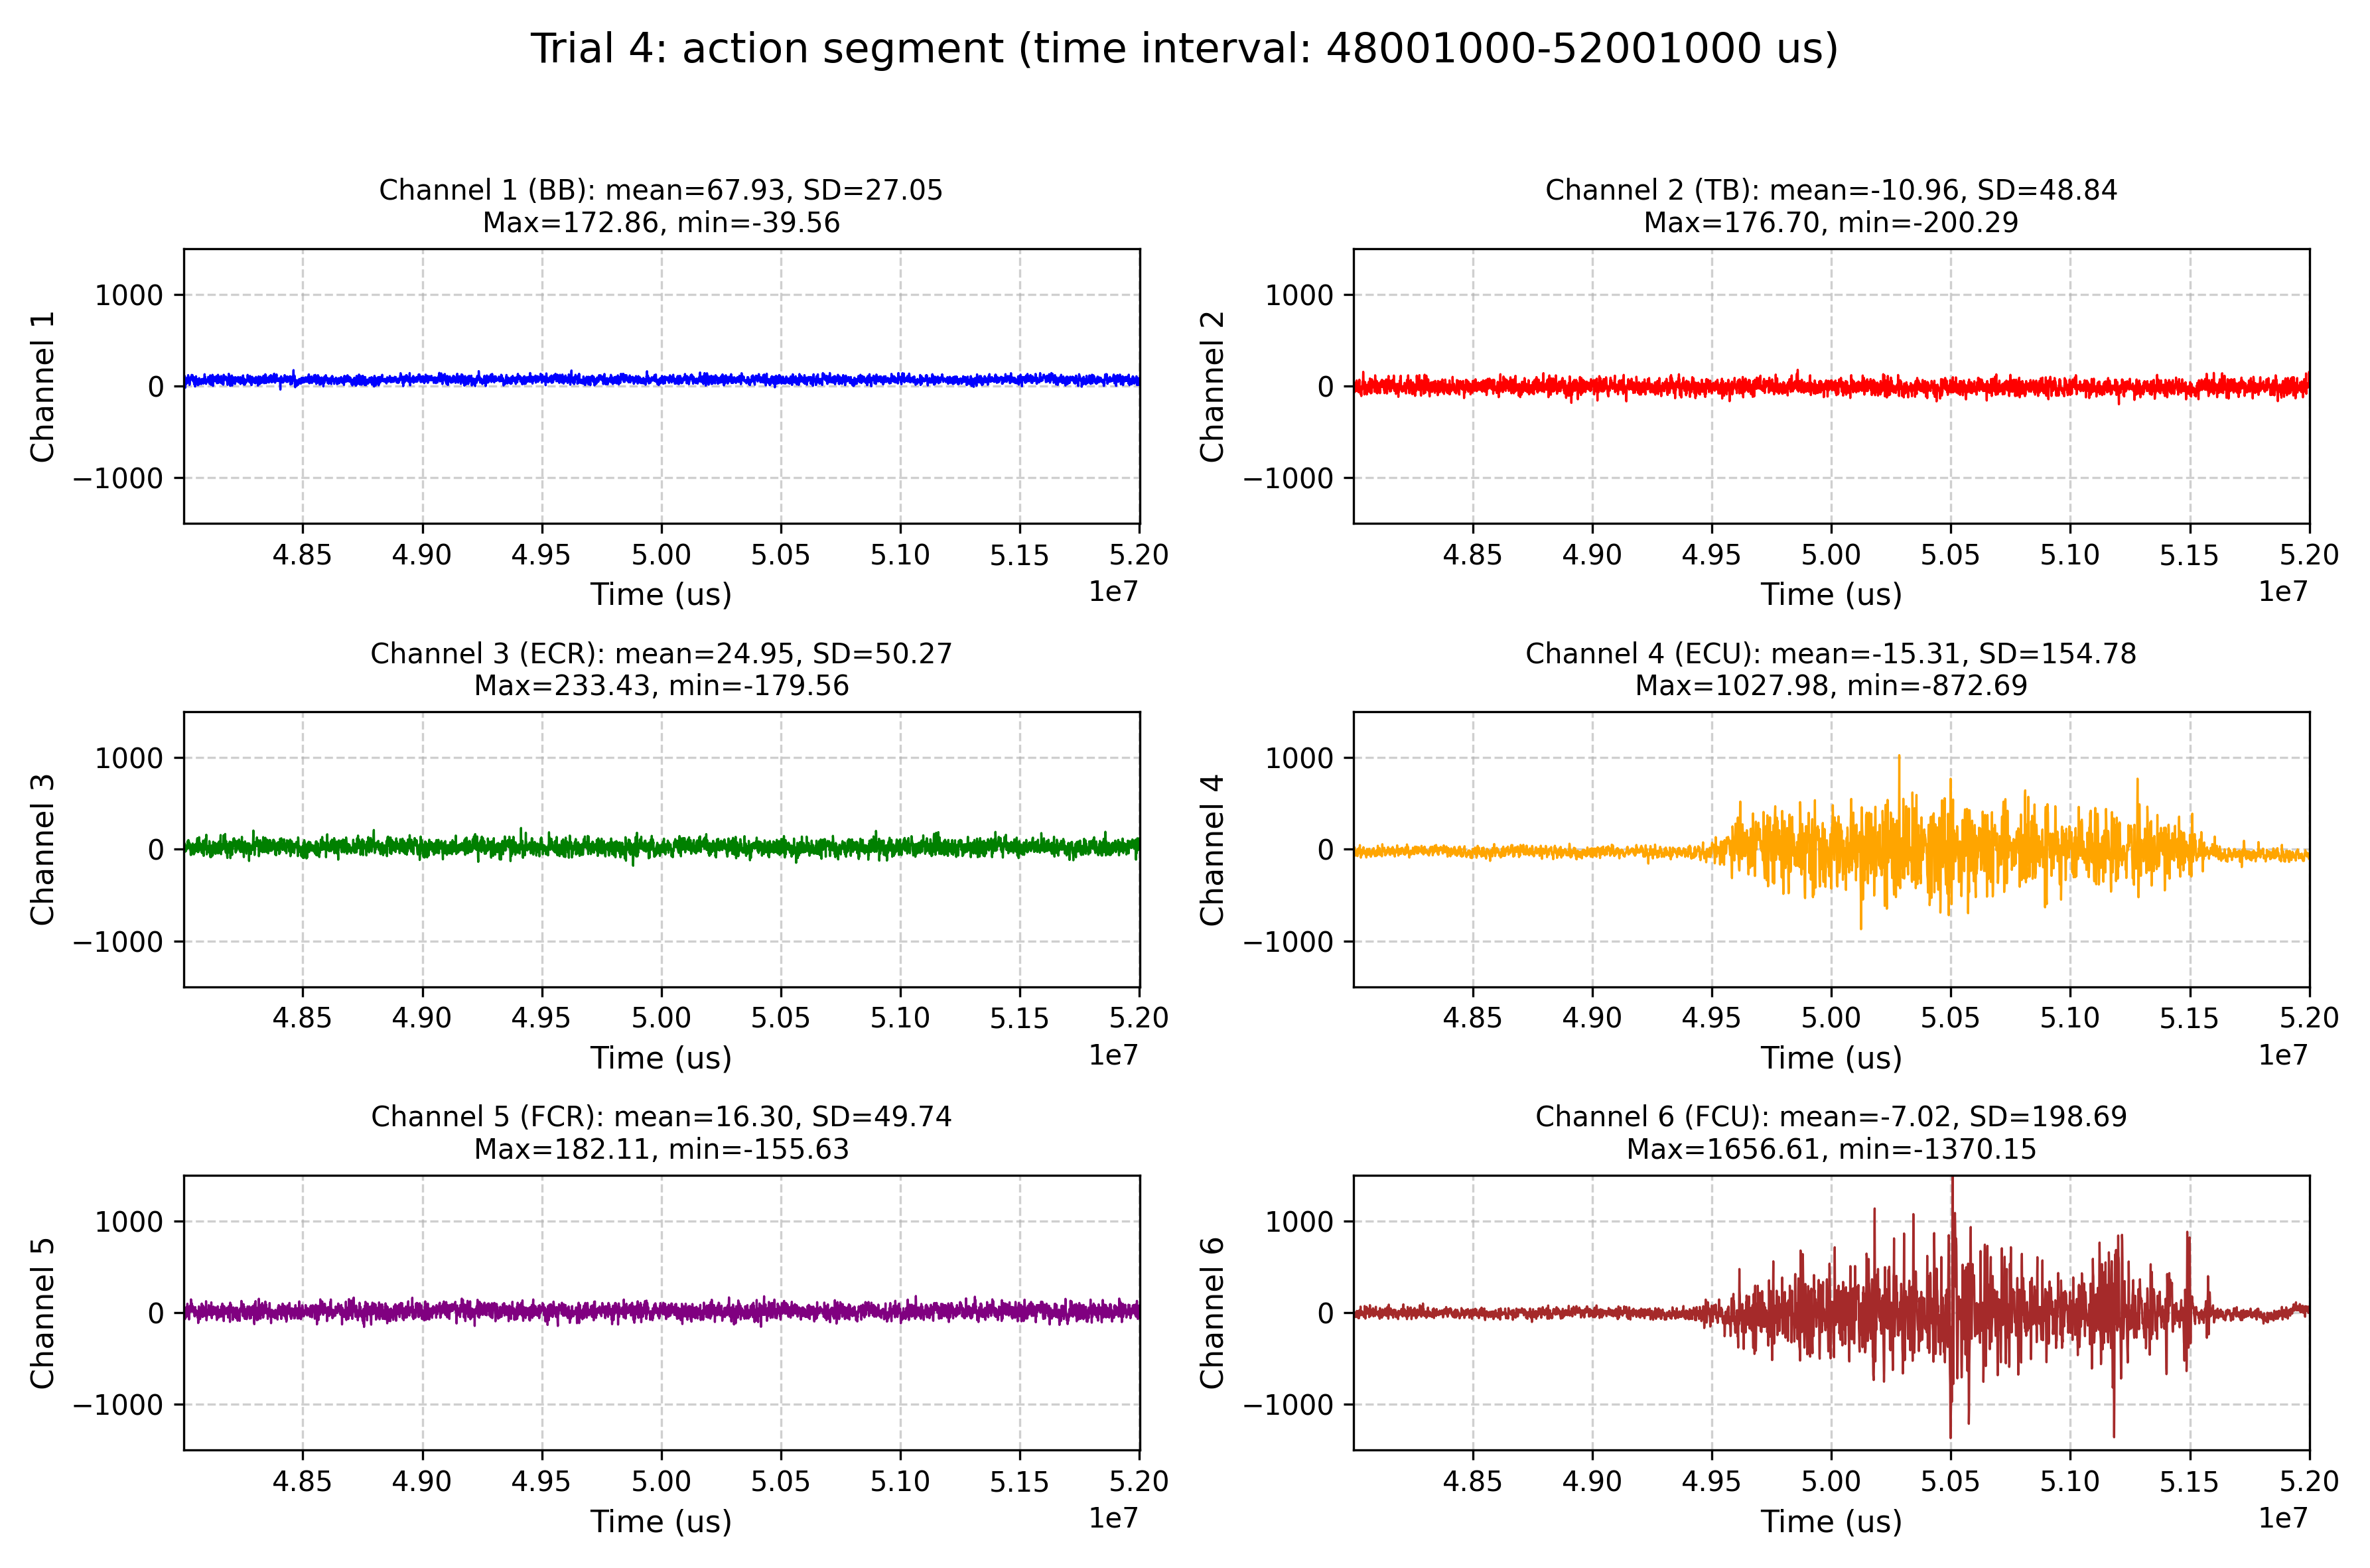 Trial 4: action segment (time interval: 48001000-52001000 us)
Channel 1 (BB): mean=67.93, SD=27.05
Max=172.86, min=-39.56
Channel 1
1000
0
−1000
4.85 4.90 4.95 5.00 5.05 5.10 5.15 5.20
1e7
Time (us)
Channel 2 (TB): mean=-10.96, SD=48.84
Max=176.70, min=-200.29
Channel 2
1000
0
−1000
4.85 4.90 4.95 5.00 5.05 5.10 5.15 5.20
1e7
Time (us)
Channel 3 (ECR): mean=24.95, SD=50.27
Max=233.43, min=-179.56
Channel 3
1000
0
−1000
4.85 4.90 4.95 5.00 5.05 5.10 5.15 5.20
1e7
Time (us)
Channel 4 (ECU): mean=-15.31, SD=154.78
Max=1027.98, min=-872.69
Channel 4
1000
0
−1000
4.85 4.90 4.95 5.00 5.05 5.10 5.15 5.20
1e7
Time (us)
Channel 5 (FCR): mean=16.30, SD=49.74
Max=182.11, min=-155.63
Channel 5
1000
0
−1000
4.85 4.90 4.95 5.00 5.05 5.10 5.15 5.20
1e7
Time (us)
Channel 6 (FCU): mean=-7.02, SD=198.69
Max=1656.61, min=-1370.15
Channel 6
1000
0
−1000
4.85 4.90 4.95 5.00 5.05 5.10 5.15 5.20
1e7
Time (us)